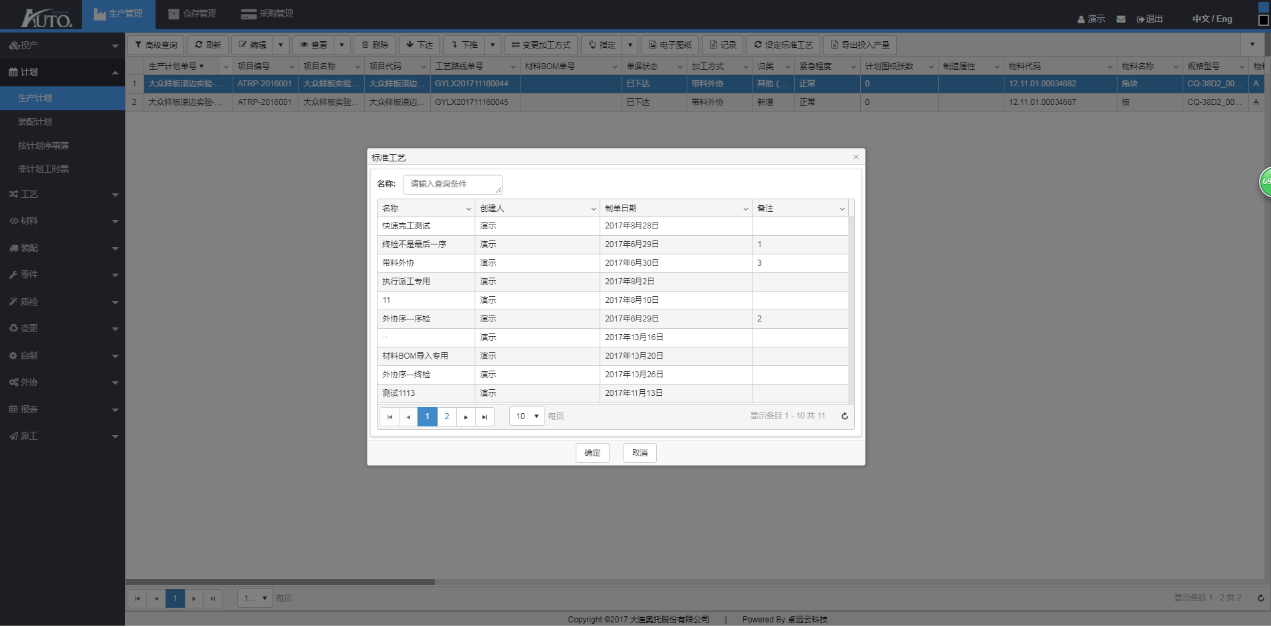 AUTO. 生产管理 仓存管理 采购管理 演示 退出 中文 / Eng
投产
计划
生产计划
装配计划
按计划序車薄
非计划工时票
工艺
材料
装配
零件
质检
变更
自制
外协
报表
派工
高级查询 刷新 编辑 查看 删除 下达 下推 变更加工方式 指定 电子图纸 记录 设定标准工艺 导出投入产量
生产计划单号 项目编号 项目名称 项目代码 工艺路线单号 材料BOM单号 单据状态 加工方式 归类 紧急程度 计划图纸张数 制造属性 物料代码 物料名称 规格型号
1 大众样板滚边实验-... ATRP-2016001 大众样板实验... 大众样板滚边... GYLX201711160044 已下达 带料外协 其他（... 正常 0 12.11.01.00034682 角块 CQ-38D2_00... A
2 大众样板滚边实验-... ATRP-2016001 大众样板实验... 大众样板滚边... GYLX201711160045 已下达 带料外协 新增 正常 0 12.11.01.00034687 板 CQ-38D2_00... A
标准工艺 ×
名称: 请输入查询条件
名称 创建人 制单日期 备注
快速完工测试 演示 2017年8月28日
终检不是最后一序 演示 2017年6月29日 1
带料外协 演示 2017年6月30日 3
执行派工专用 演示 2017年8月2日
11 演示 2017年8月10日
外协序—序检 演示 2017年6月29日 2
·· 演示 2017年10月16日
材料BOM导入专用 演示 2017年10月20日
外协序—终检 演示 2017年10月26日
测试1113 演示 2017年11月13日
1 2 10 每页 显示条目 1 - 10 共 11
确定 取消
1 1... 每页 显示条目 1 - 2 共 2
Copyright ©2017 大连奥托股份有限公司 | Powered By 卓远云科技